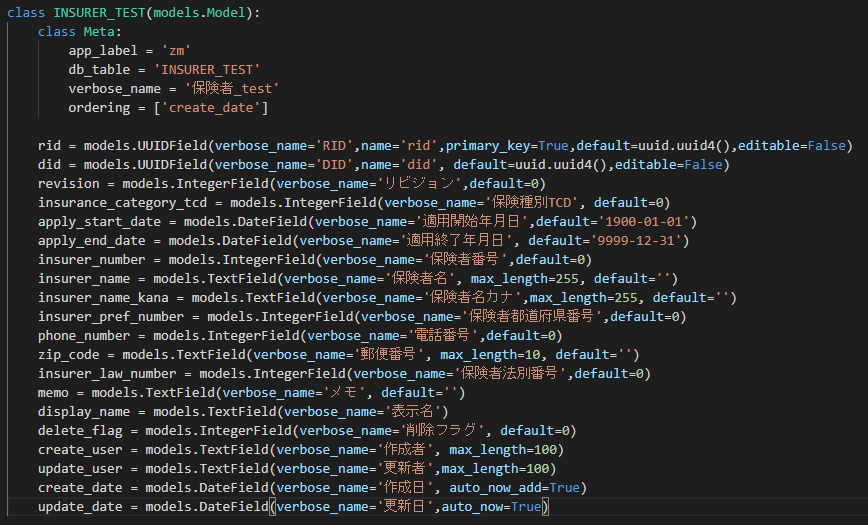 class INSURER_TEST(models.Model):
class Meta:
app_label = 'zm'
db_table = 'INSURER_TEST'
verbose_name = '保険者_test'
ordering = ['create_date']
rid = models.UUIDField(verbose_name='RID',name='rid',primary_key=True,default=uuid.uuid4(),editable=False)
did = models.UUIDField(verbose_name='DID',name='did', default=uuid.uuid4(),editable=False)
revision = models.IntegerField(verbose_name='リビジョン',default=0)
insurance_category_tcd = models.IntegerField(verbose_name='保険種別TCD', default=0)
apply_start_date = models.DateField(verbose_name='適用開始年月日',default='1900-01-01')
apply_end_date = models.DateField(verbose_name='適用終了年月日', default='9999-12-31')
insurer_number = models.IntegerField(verbose_name='保険者番号',default=0)
insurer_name = models.TextField(verbose_name='保険者名', max_length=255, default='')
insurer_name_kana = models.TextField(verbose_name='保険者名カナ',max_length=255, default='')
insurer_pref_number = models.IntegerField(verbose_name='保険者都道府県番号',default=0)
phone_number = models.IntegerField(verbose_name='電話番号',default=0)
zip_code = models.TextField(verbose_name='郵便番号', max_length=10, default='')
insurer_law_number = models.IntegerField(verbose_name='保険者法別番号',default=0)
memo = models.TextField(verbose_name='メモ', default='')
display_name = models.TextField(verbose_name='表示名')
delete_flag = models.IntegerField(verbose_name='削除フラグ', default=0)
create_user = models.TextField(verbose_name='作成者', max_length=100)
update_user = models.TextField(verbose_name='更新者',max_length=100)
create_date = models.DateField(verbose_name='作成日', auto_now_add=True)
update_date = models.DateField(verbose_name='更新日',auto_now=True)